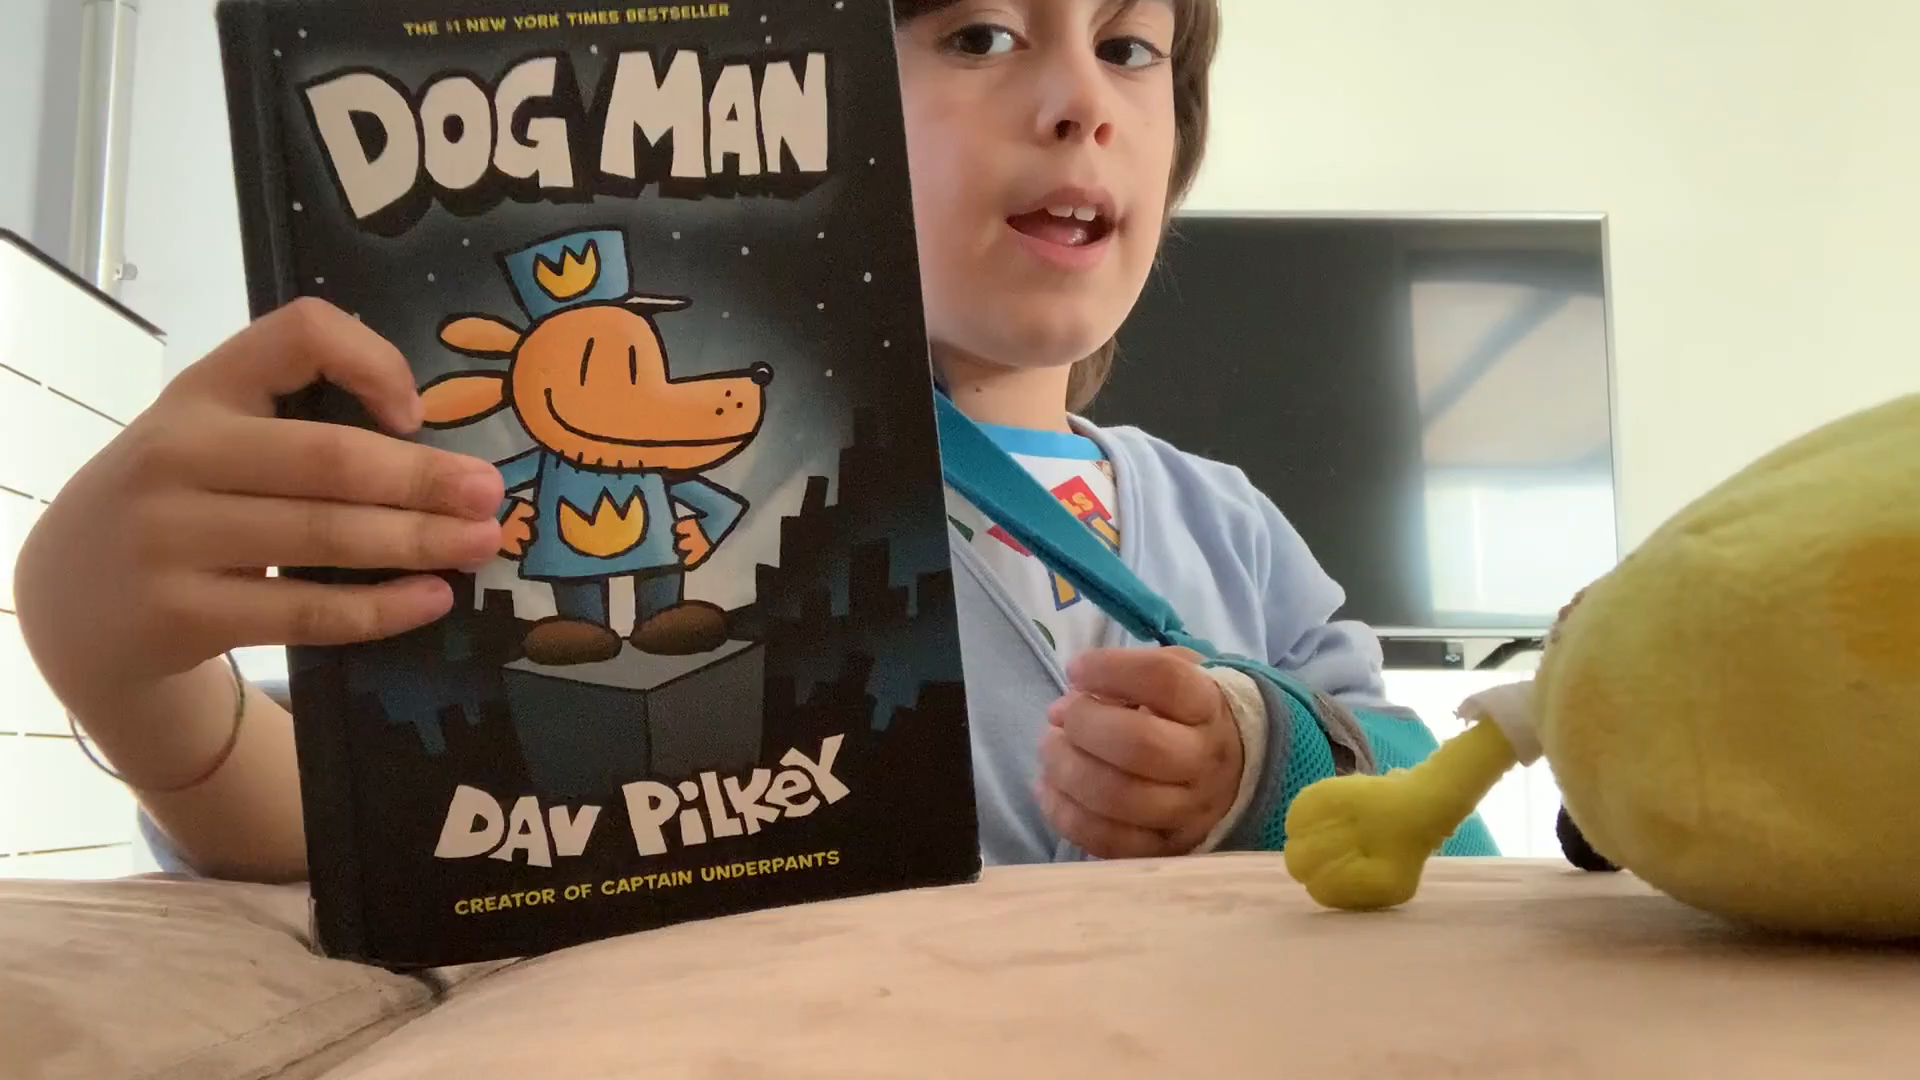 THE #1 NEW YORK TIMES BESTSELLER
DOG MAN
DAV PILKEY
CREATOR OF CAPTAIN UNDERPANTS